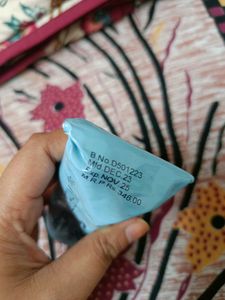 B No.D501223
Mfd.DEC.23
Exp.NOV 25
M R P Rs. 348.00